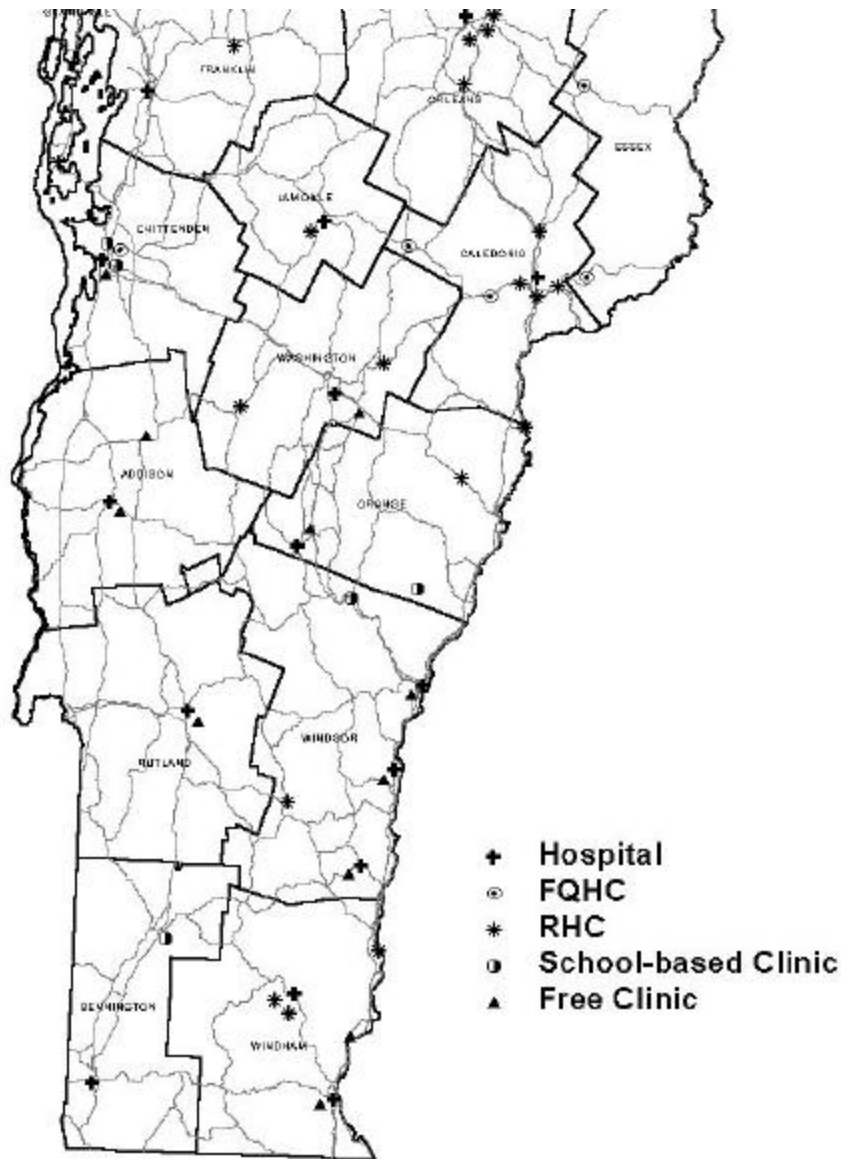 FRANKLIN
ORLEANS
ESSEX
LAMOILLE
CHITTENDEN
CALEDONIA
WASHINGTON
ADDISON
ORANGE
WINDSOR
RUTLAND
Hospital
FQHC
RHC
School-based Clinic
Free Clinic
BENNINGTON
WINDHAM